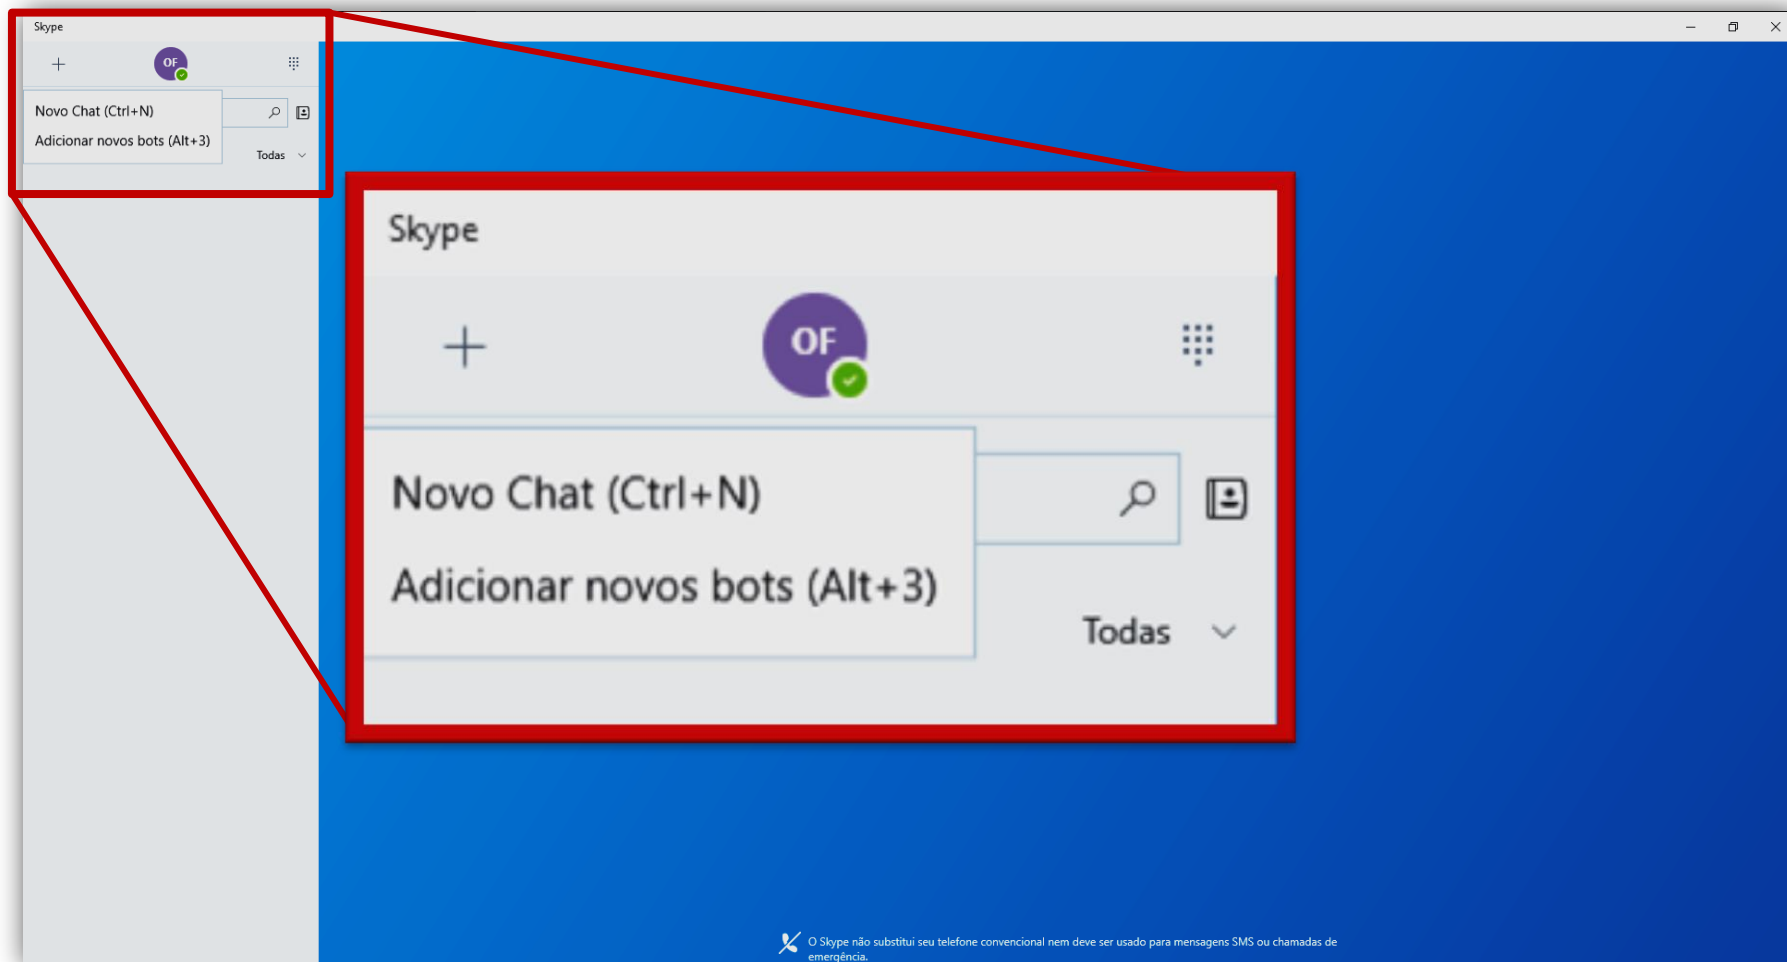 Skype
OF
Novo Chat (Ctrl+N)
Adicionar novos bots (Alt+3)
Todas
Skype
OF
Novo Chat (Ctrl+N)
Adicionar novos bots (Alt+3)
Todas
O Skype não substitui seu telefone convencional nem deve ser usado para mensagens SMS ou chamadas de
emergência.